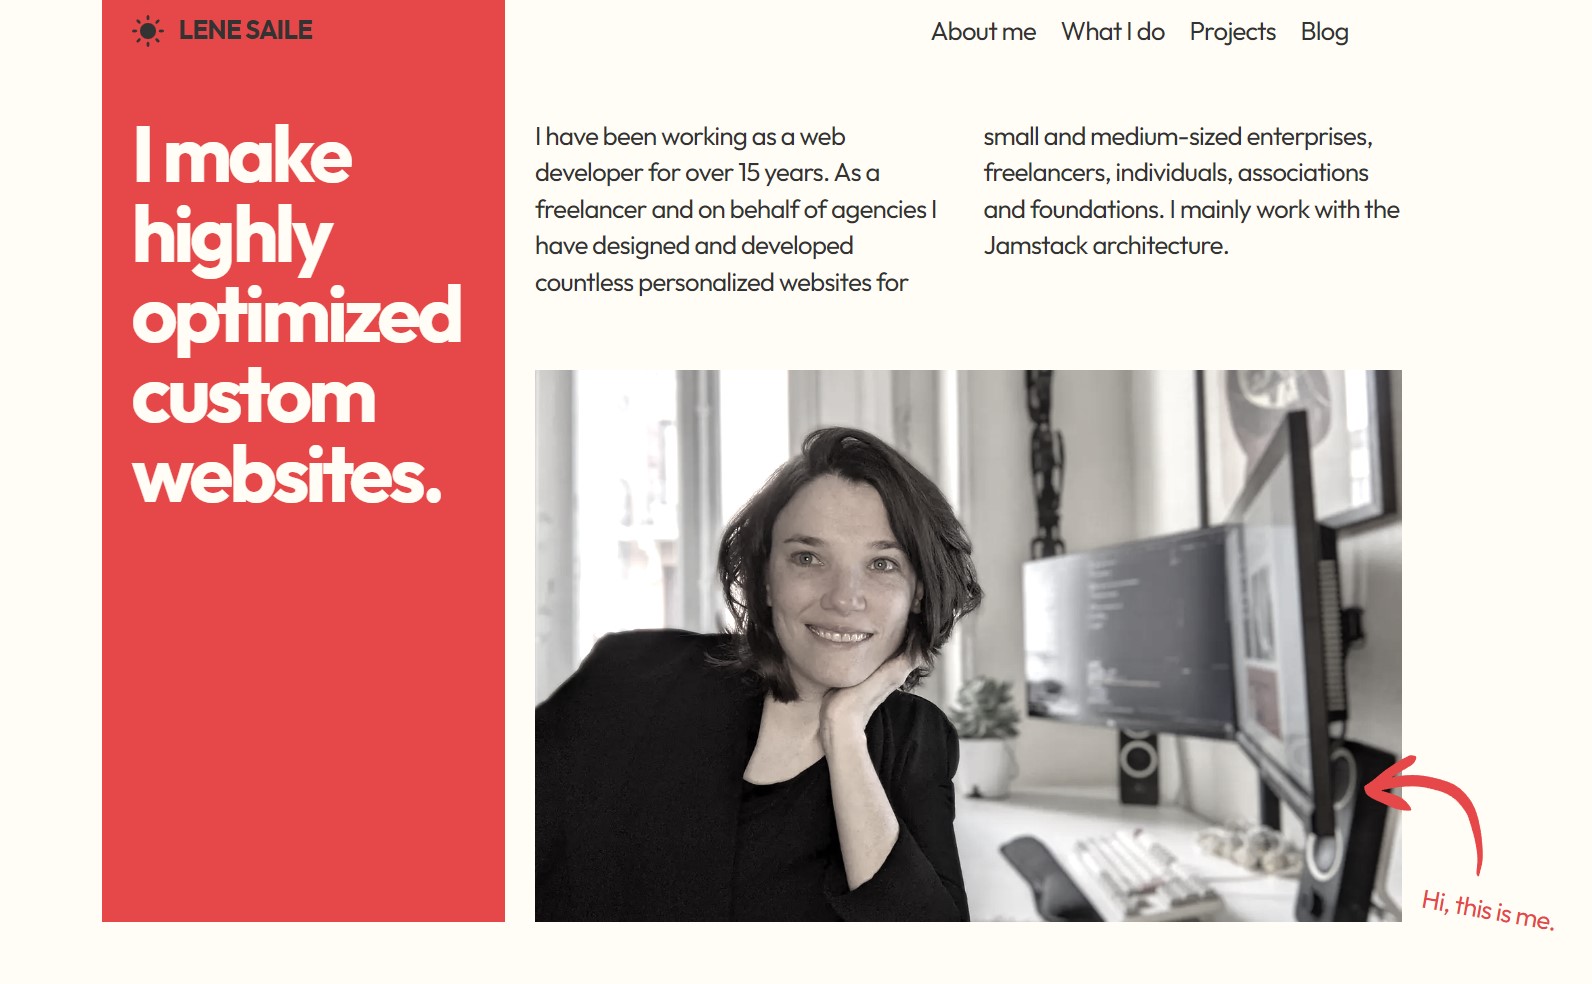 LENE SAILE
About me What I do Projects Blog
I make
highly
optimized
custom
websites.
I have been working as a web
developer for over 15 years. As a
freelancer and on behalf of agencies I
have designed and developed
countless personalized websites for
small and medium-sized enterprises,
freelancers, individuals, associations
and foundations. I mainly work with the
Jamstack architecture.
Hi, this is me.